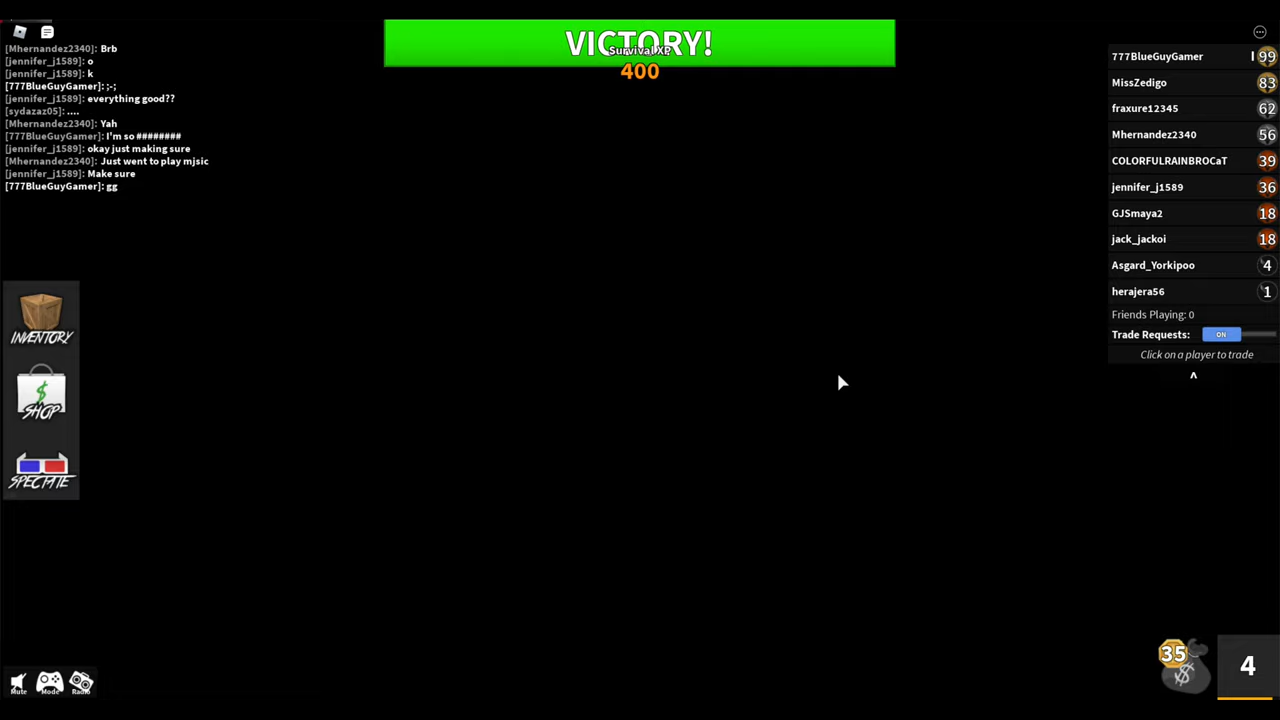 [Mhernandez2340]: Brb
[jennifer_j1589]: o
[jennifer_j1589]: k
[777BlueGuyGamer]: ;-;
[jennifer_j1589]: everything good??
[sydazaz05]: ....
[Mhernandez2340]: Yah
[777BlueGuyGamer]: I'm so ########
[jennifer_j1589]: okay just making sure
[Mhernandez2340]: Just went to play mjsic
[jennifer_j1589]: Make sure
[777BlueGuyGamer]: gg
VICTORY!
Survival XP
400
777BlueGuyGamer 99
MissZedigo 83
fraxure12345 62
Mhernandez2340 56
COLORFULRAINBROCaT 39
jennifer_j1589 36
GJSmaya2 18
jack_jackoi 18
Asgard_Yorkipoo 4
herajera56 1
Friends Playing: 0
Trade Requests: ON
Click on a player to trade
INVENTORY
$
SHOP
SPECTATE
Mute Mode Radio
35
$
4